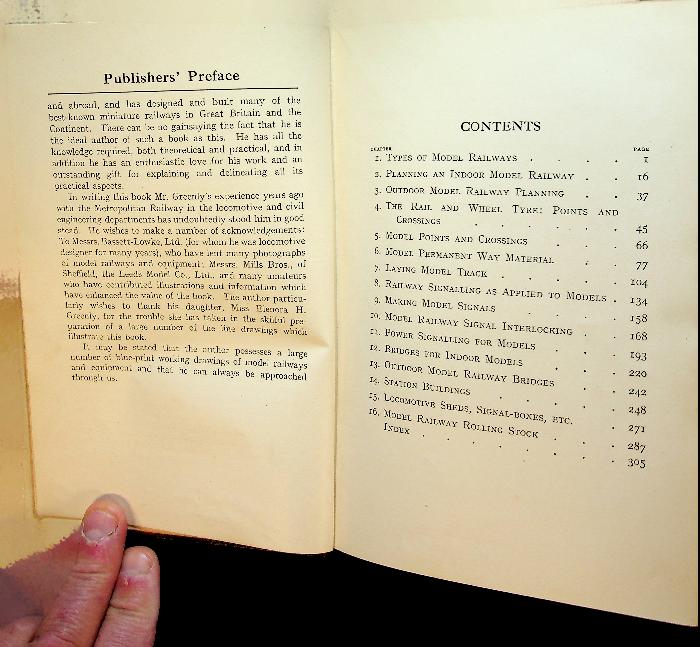 Publishers' Preface
and abroad, and has designed and built many of the
best-known miniature railways in Great Britain and the
Continent. There can be no gainsaying the fact that he is
the ideal author of such a book as this. He has all the
knowledge required, both theoretical and practical, and in
addition he has an enthusiastic love for his work and an
outstanding gift for explaining and delineating all its
practical aspects.
In writing this book Mr. Greenly's experience years ago
with the Metropolitan Railway in the locomotive and civil
engineering departments has undoubtedly stood him in good
stead. He wishes to make a number of acknowledgements:
To Messrs. Bassett-Lowke, Ltd. (for whom he was locomotive
designer for many years), who have lent many photographs
of model railways and equipment; Messrs. Mills Bros., of
Sheffield, the Leeds Model Co., Ltd., and many amateurs
who have contributed illustrations and information which
have enhanced the value of the book. The author particu-
larly wishes to thank his daughter, Miss Elenora H.
Greenly, for the trouble she has taken in the skilful pre-
paration of a large number of the line drawings which
illustrate this book.
It may be stated that the author possesses a large
number of blue-print working drawings of model railways
and equipment and that he can always be approached
through us.
CONTENTS
CHAPTER PAGE
1. Types of Model Railways . . . 1
2. Planning an Indoor Model Railway . . 16
3. Outdoor Model Railway Planning . . 37
4. The Rail and Wheel Tyre: Points and
Crossings . . . . . . 45
5. Model Points and Crossings . . . 66
6. Model Permanent Way Material . . 77
7. Laying Model Track . . . . 104
8. Railway Signalling as Applied to Models . 134
9. Making Model Signals . . . . 158
10. Model Railway Signal Interlocking . . 168
11. Power Signalling for Models . . . 193
12. Bridges for Indoor Models . . . 220
13. Outdoor Model Railway Bridges . . 242
14. Station Buildings . . . . 248
15. Locomotive Sheds, Signal-boxes, etc. . 271
16. Model Railway Rolling Stock . . . 287
Index . . . . . . 305